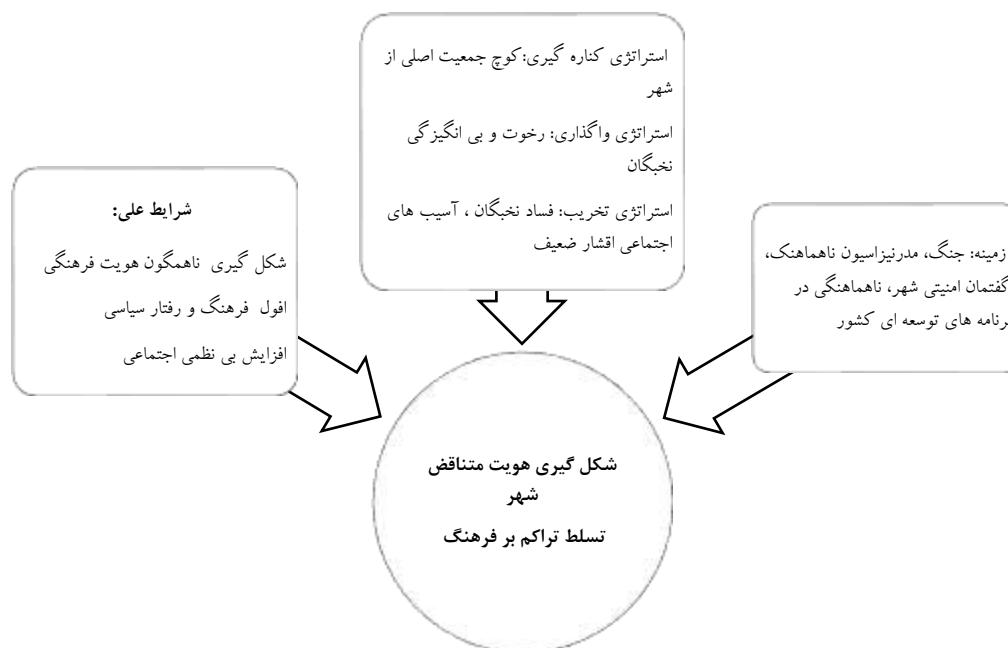 استراتژی کناره گیری:کوچ جمعیت اصلی از
شهر
استراتژی واگذاری: رخوت و بی انگیزگی
نخبگان
استراتژی تخریب: فساد نخبگان ، آسیب های
اجتماعی اقشار ضعیف
زمینه: جنگ، مدرنیزاسیون ناهماهنک،
گفتمان امنیتی شهر، ناهماهنگی در
برنامه های توسعه ای کشور
شرایط علی:
شکل گیری ناهمگون هویت فرهنگی
افول فرهنگ و رفتار سیاسی
افزایش بی نظمی اجتماعی
شکل گیری هویت متناقض
شهر
تسلط تراکم بر فرهنگ